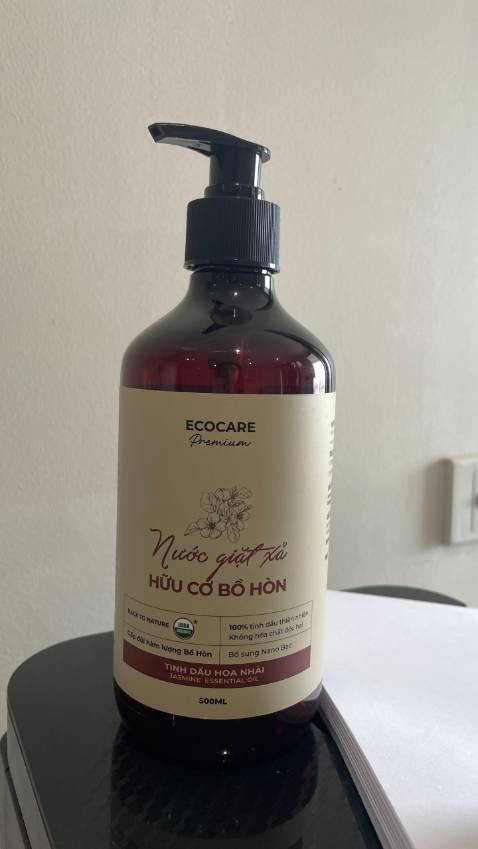 ECOCARE
Premium
Nước giặt xả
HỮU CƠ BỒ HÒN
BACK TO NATURE
USDA
ORGANIC
*
Gấp đôi hàm lượng Bồ Hòn
100% tinh dầu thiên nhiên
Không hóa chất độc hại
Bổ sung Nano Bạc
TINH DẦU HOA NHÀI
JASMINE ESSENTIAL OIL
500ML